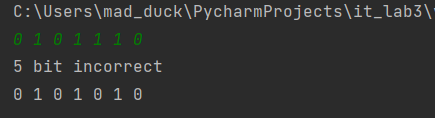 C:\Users\mad_duck\PycharmProjects\it_lab3\
0 1 0 1 1 1 0
5 bit incorrect
0 1 0 1 0 1 0